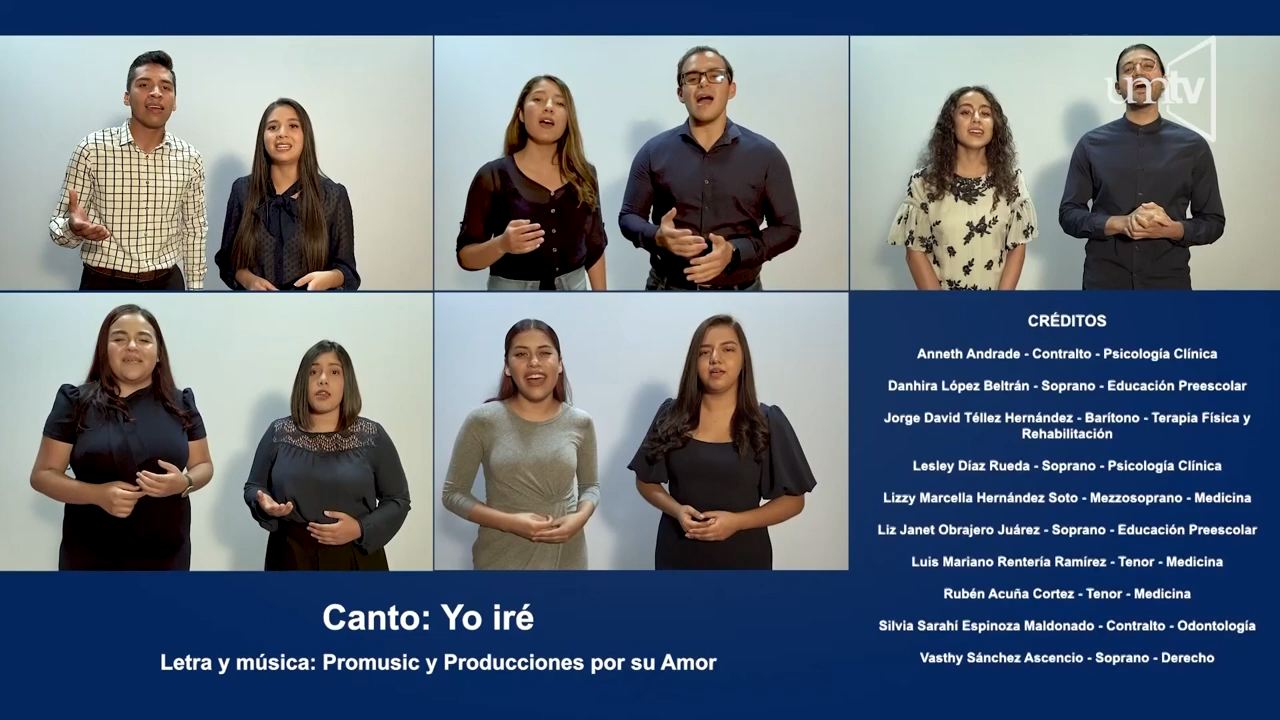 umtv
CRÉDITOS
Anneth Andrade - Contralto - Psicología Clínica
Danhira López Beltrán - Soprano - Educación Preescolar
Jorge David Téllez Hernández - Barítono - Terapia Física y
Rehabilitación
Lesley Díaz Rueda - Soprano - Psicología Clínica
Lizzy Marcella Hernández Soto - Mezzosoprano - Medicina
Liz Janet Obrajero Juárez - Soprano - Educación Preescolar
Luis Mariano Rentería Ramírez - Tenor - Medicina
Rubén Acuña Cortez - Tenor - Medicina
Silvia Sarahí Espinoza Maldonado - Contralto - Odontología
Vasthy Sánchez Ascencio - Soprano - Derecho
Canto: Yo iré
Letra y música: Promusic y Producciones por su Amor